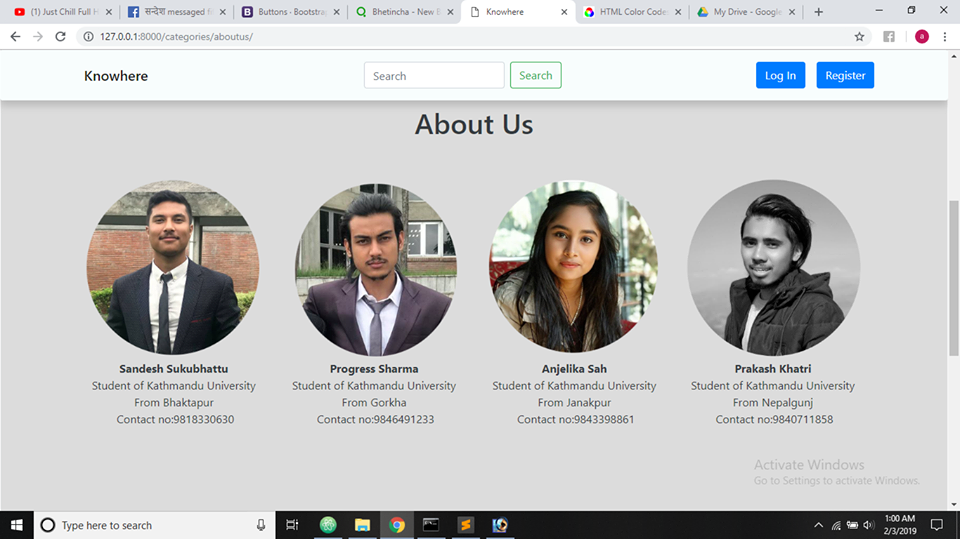 (1) Just Chill Full H
सन्देश messaged
Buttons · Bootstrap
Bhetincha - New B
Knowhere
HTML Color Codes
My Drive - Google
127.0.0.1:8000/categories/aboutus/
a
Knowhere
Search
Search
Log In
Register
About Us
Sandesh Sukubhattu
Student of Kathmandu University
From Bhaktapur
Contact no:9818330630
Progress Sharma
Student of Kathmandu University
From Gorkha
Contact no:9846491233
Anjelika Sah
Student of Kathmandu University
From Janakpur
Contact no:9843398861
Prakash Khatri
Student of Kathmandu University
From Nepalgunj
Contact no:9840711858
Activate Windows
Go to Settings to activate Windows.
Type here to search
1:00 AM
2/3/2019